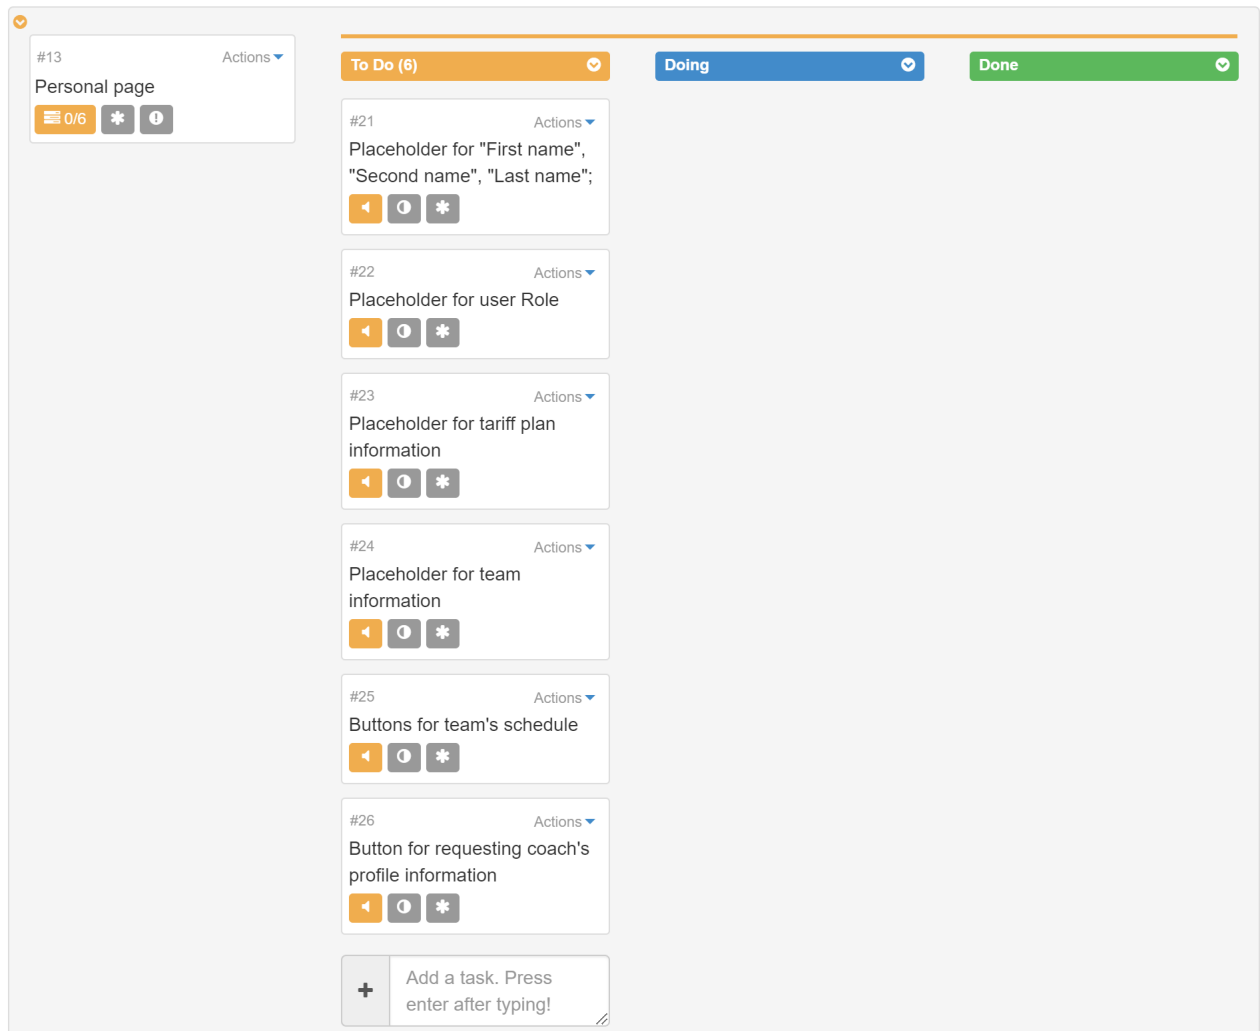 #13 Actions
Personal page
0/6
To Do (6)
#21 Actions
Placeholder for "First name",
"Second name", "Last name";
#22 Actions
Placeholder for user Role
#23 Actions
Placeholder for tariff plan
information
#24 Actions
Placeholder for team
information
#25 Actions
Buttons for team's schedule
#26 Actions
Button for requesting coach's
profile information
Add a task. Press
enter after typing!
Doing
Done